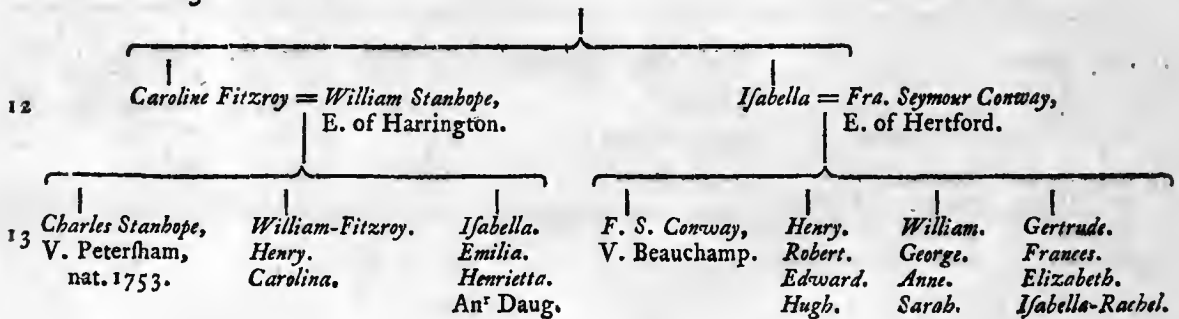 12 Caroline Fitzroy = William Stanhope, Iſabella = Fra. Seymour Conway,
E. of Harrington. E. of Hertford.
13 Charles Stanhope, William-Fitzroy. Iſabella. F. S. Conway, Henry. William. Gertrude.
V. Peterſham, Henry. Emilia. V. Beauchamp. Robert. George. Frances.
nat. 1753. Carolina. Henrietta. Edward. Anne. Elizabeth.
Anʳ Daug. Hugh. Sarah. Iſabella-Rachel.